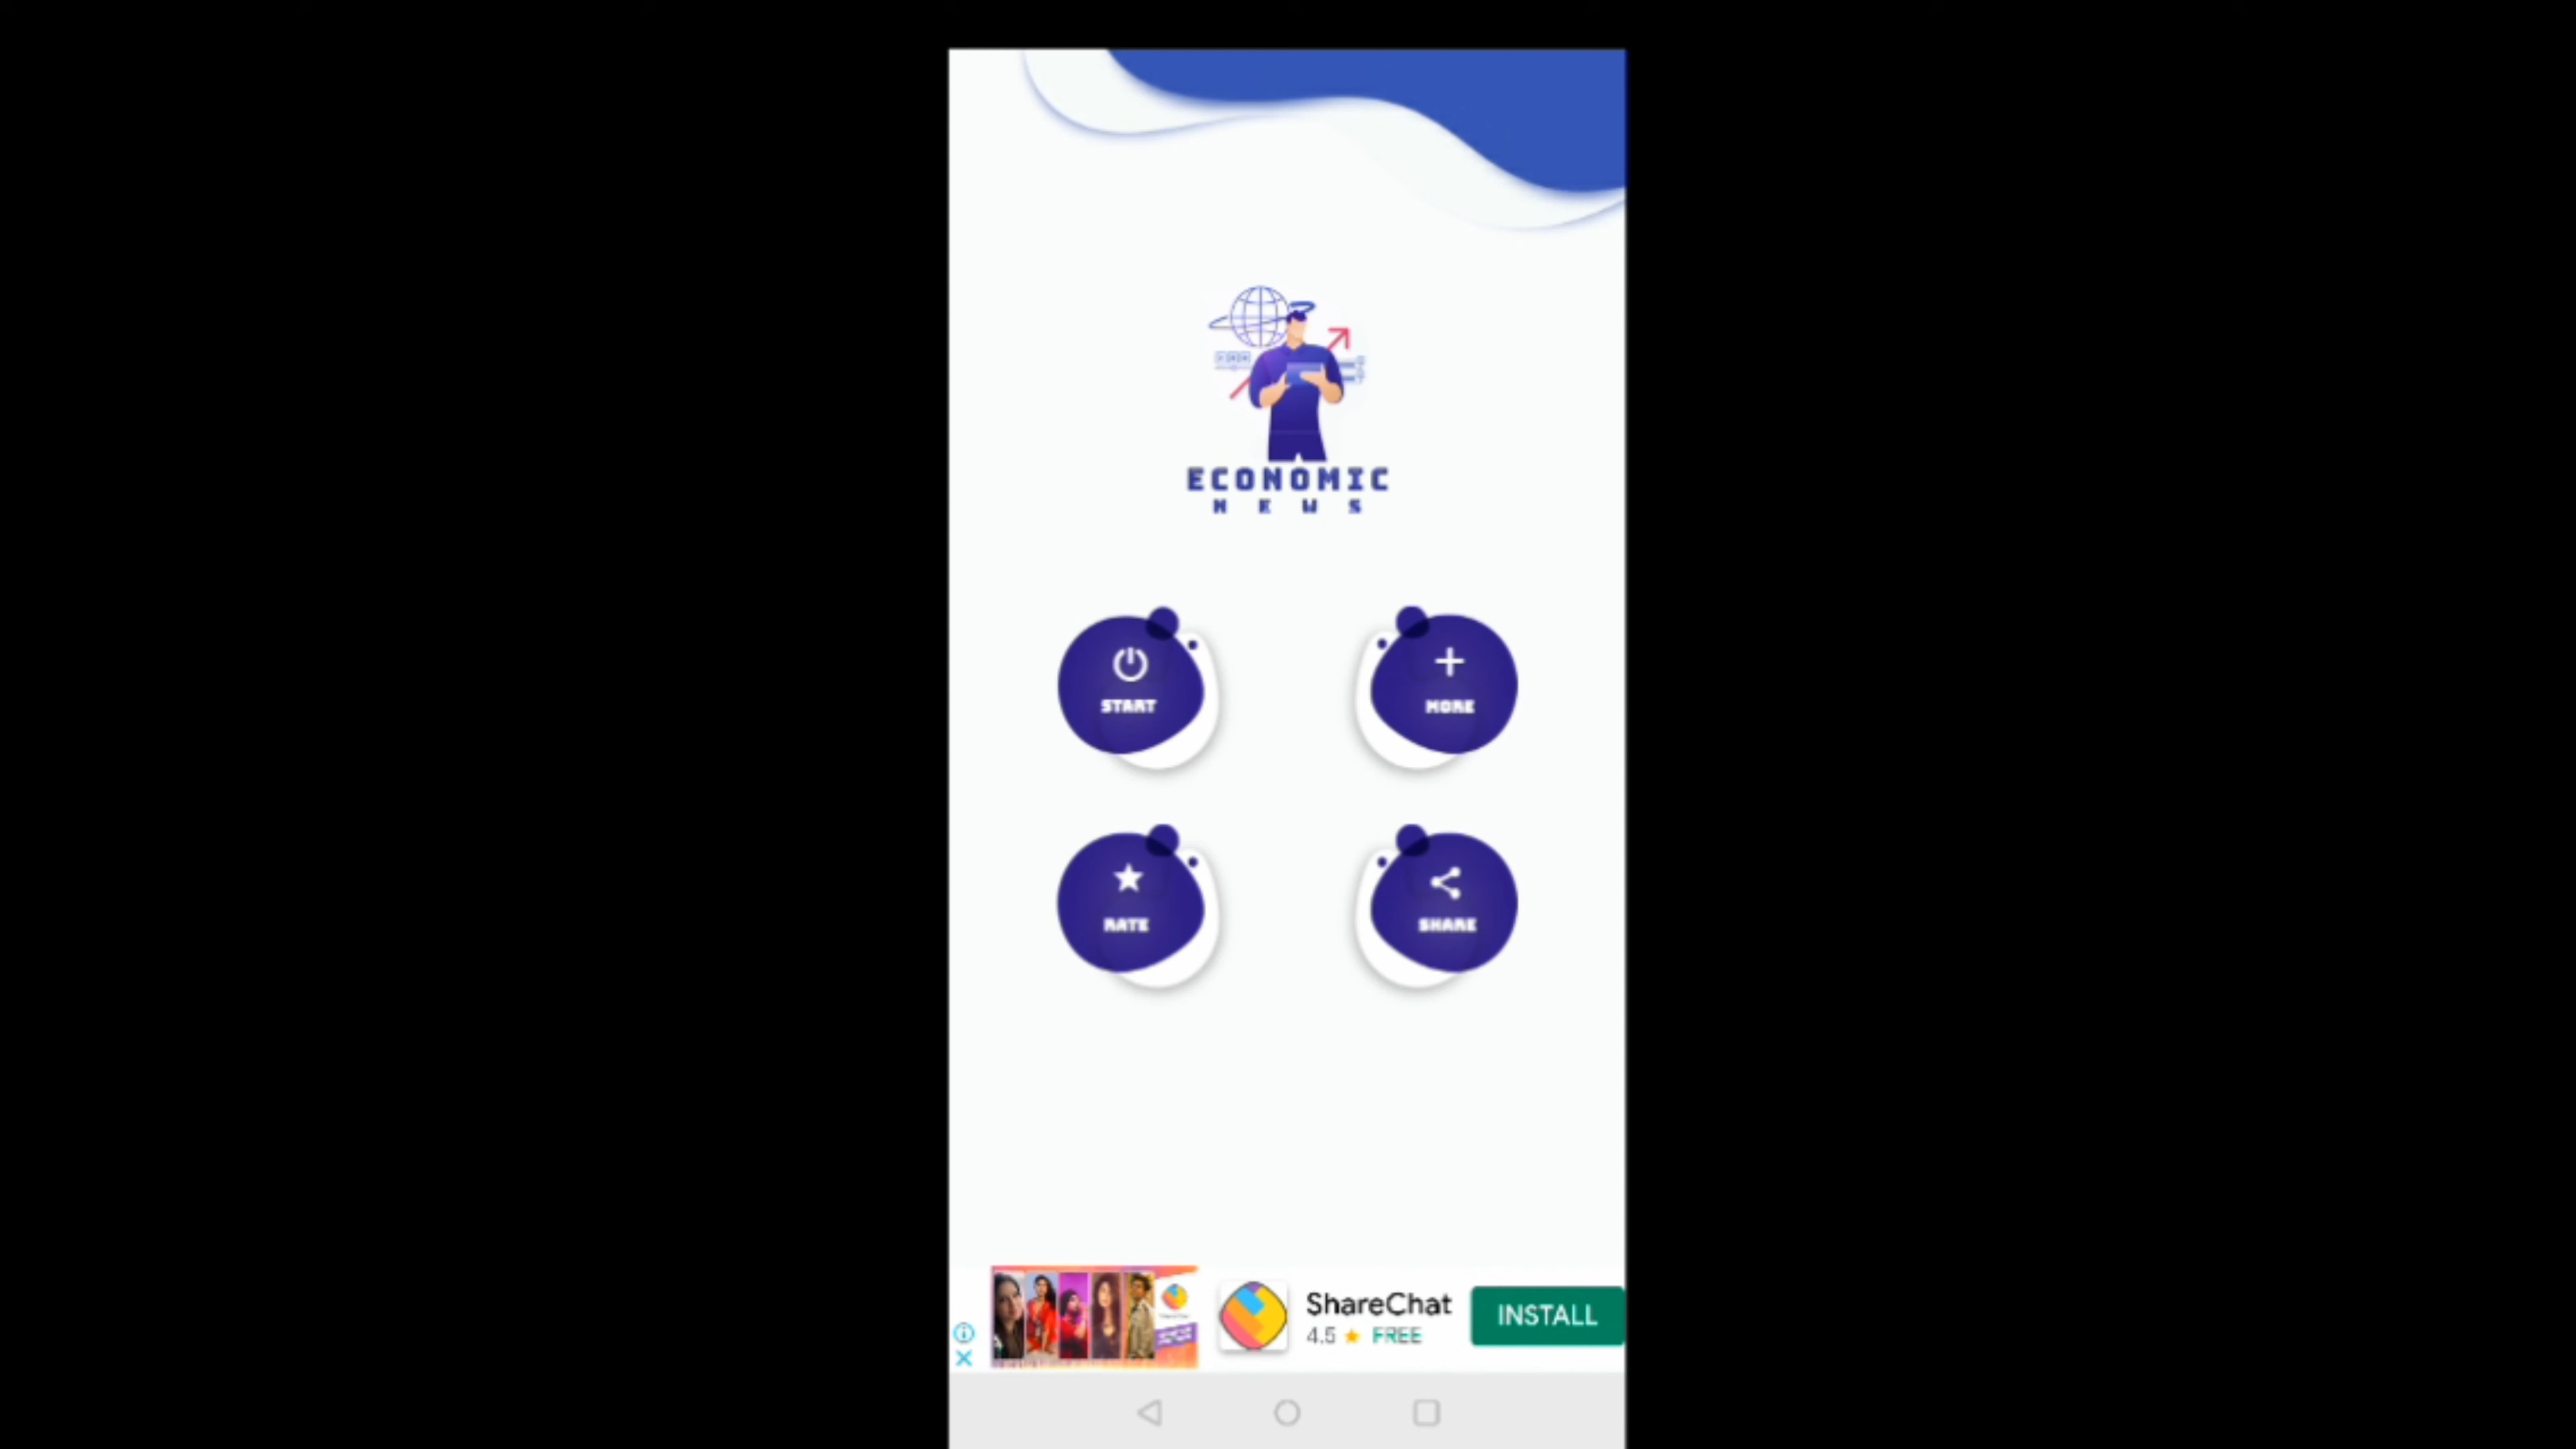 ECONOMIC
NEWS
START
MORE
RATE
SHARE
ShareChat
4.5 ★ FREE
INSTALL